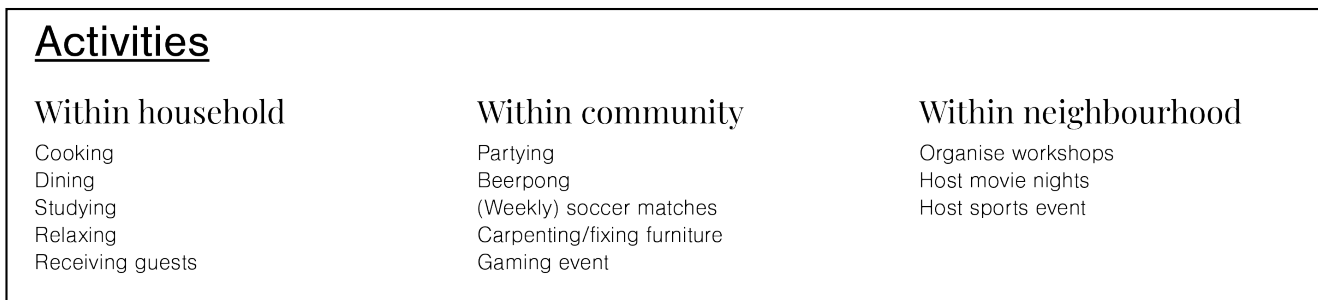 Activities
Within household
Cooking
Dining
Studying
Relaxing
Receiving guests
Within community
Partying
Beerpong
(Weekly) soccer matches
Carpenting/fixing furniture
Gaming event
Within neighbourhood
Organise workshops
Host movie nights
Host sports event